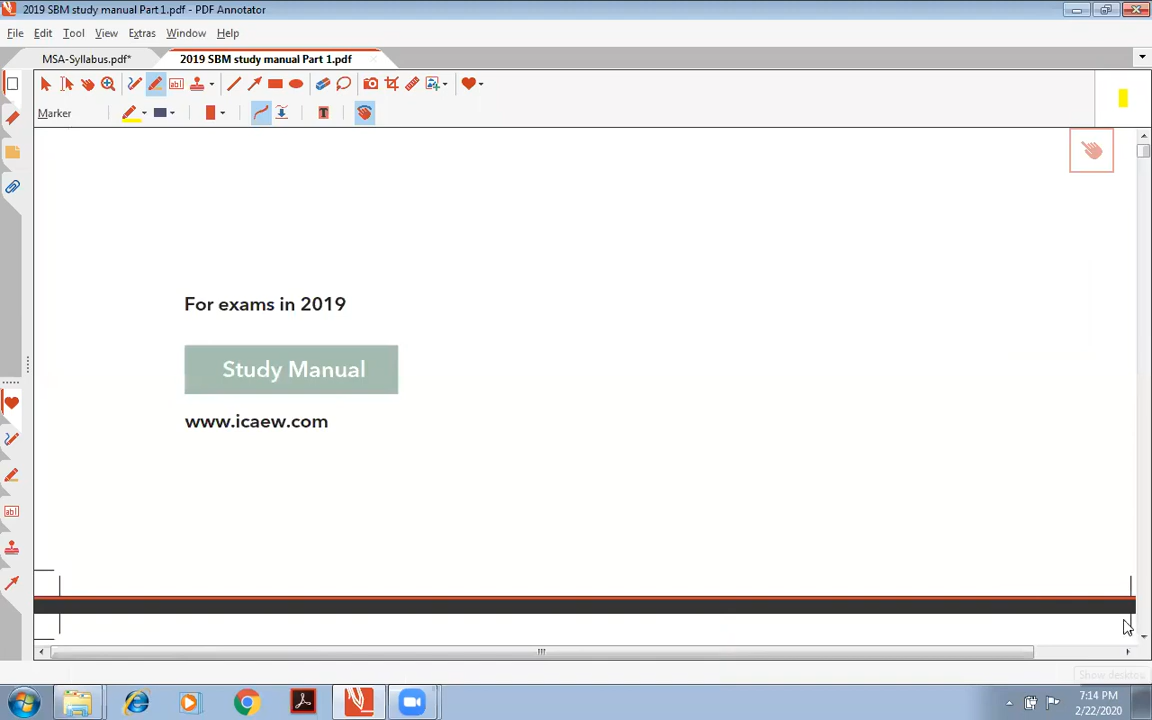 2019 SBM study manual Part 1.pdf - PDF Annotator
File Edit Tool View Extras Window Help
MSA-Syllabus.pdf* 2019 SBM study manual Part 1.pdf
Marker
For exams in 2019
Study Manual
www.icaew.com
Show desktop
7:14 PM
2/22/2020